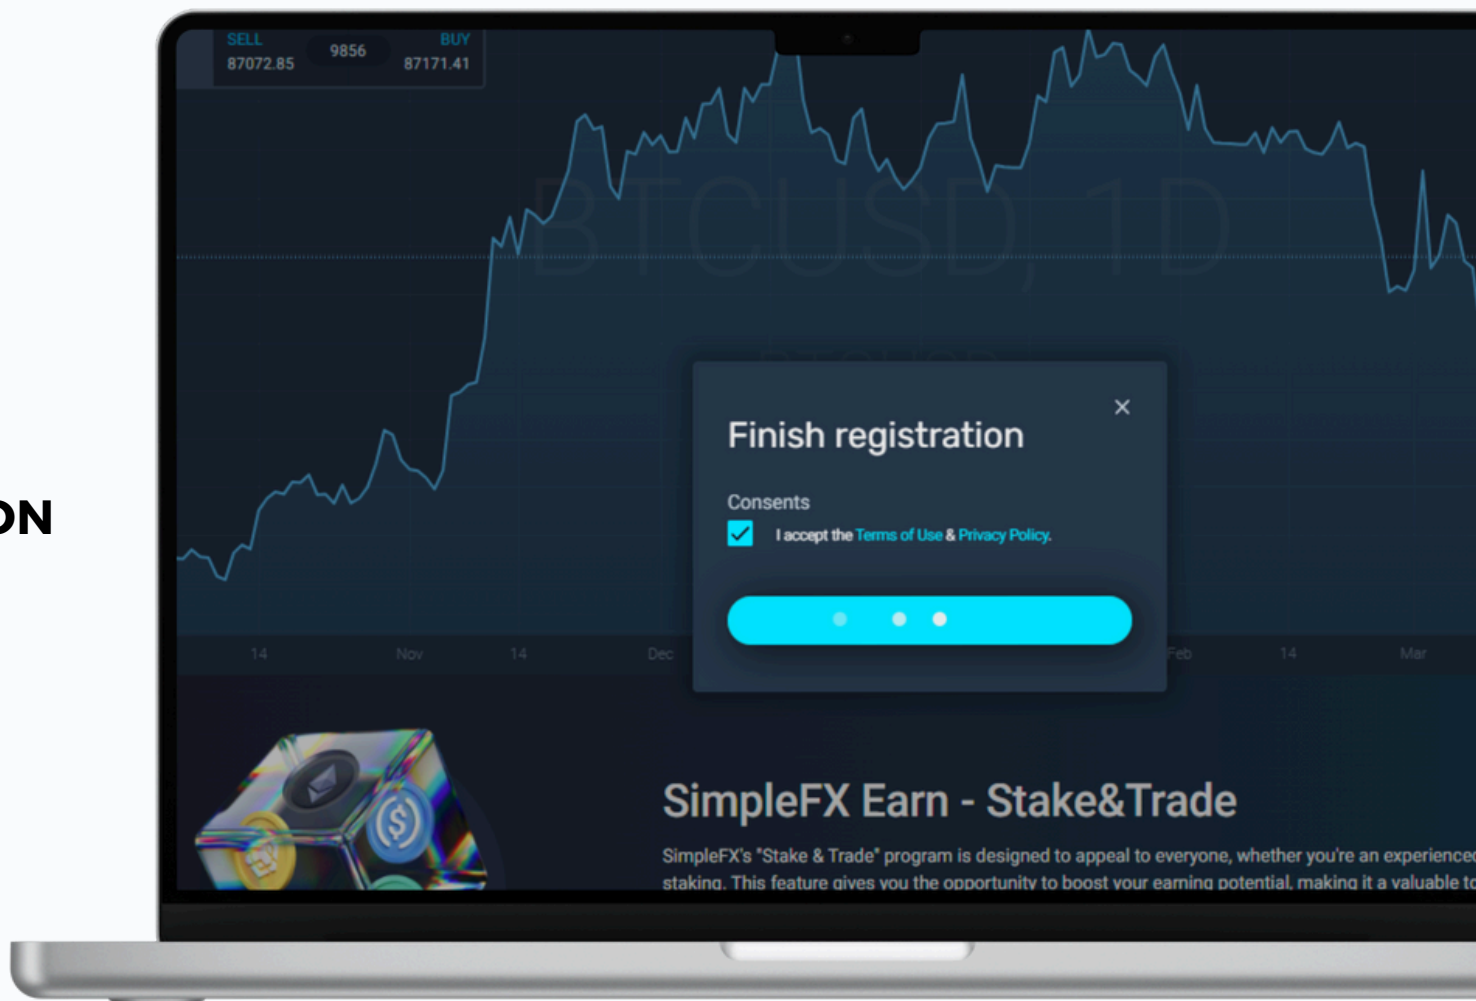 SELL
87072.85
9856
BUY
87171.41
BTCUSD, 1D
Finish registration
Consents
I accept the Terms of Use & Privacy Policy.
ON
14
Nov
14
Dec
Feb
14
Mar
SimpleFX Earn - Stake&Trade
SimpleFX's "Stake & Trade" program is designed to appeal to everyone, whether you're an experienced
staking. This feature gives you the opportunity to boost your earning potential, making it a valuable to